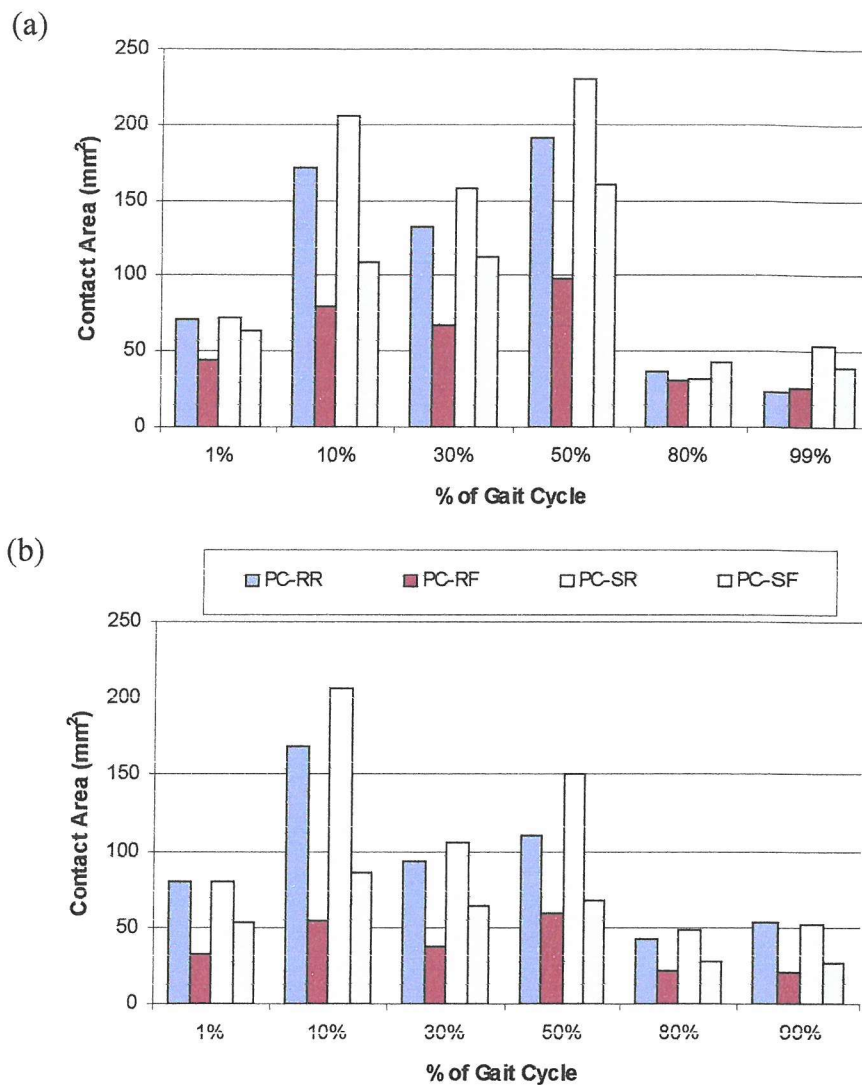 (a)
250
200
150
100
50
0
Contact Area (mm²)
1% 10% 30% 50% 80% 99%
% of Gait Cycle
(b)
PC-RR PC-RF PC-SR PC-SF
250
200
150
100
50
0
Contact Area (mm²)
1% 10% 30% 50% 80% 99%
% of Gait Cycle